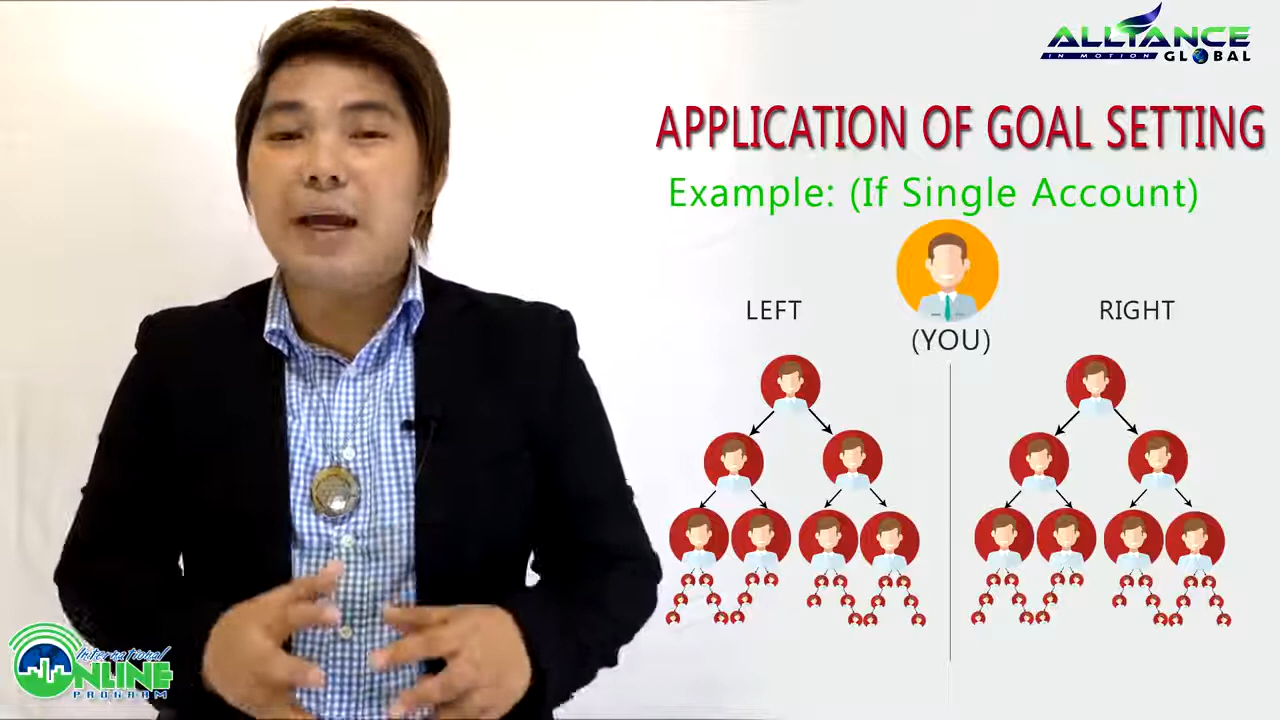 ALLIANCE
IN MOTION GLOBAL
APPLICATION OF GOAL SETTING
Example: (If Single Account)
LEFT
RIGHT
(YOU)
International
ONLINE
PROGRAM